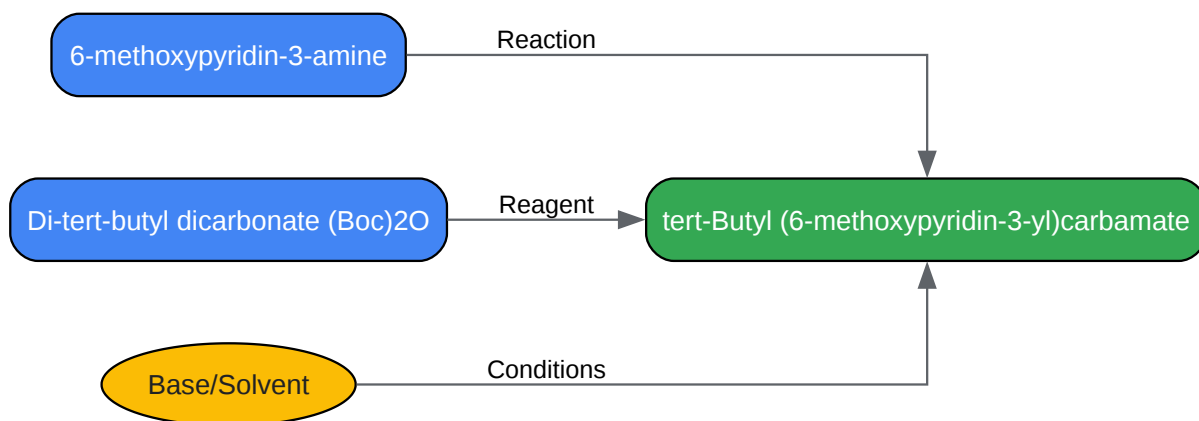 6-methoxypyridin-3-amine
Reaction
Di-tert-butyl dicarbonate (Boc)2O
Reagent
tert-Butyl (6-methoxypyridin-3-yl)carbamate
Base/Solvent
Conditions